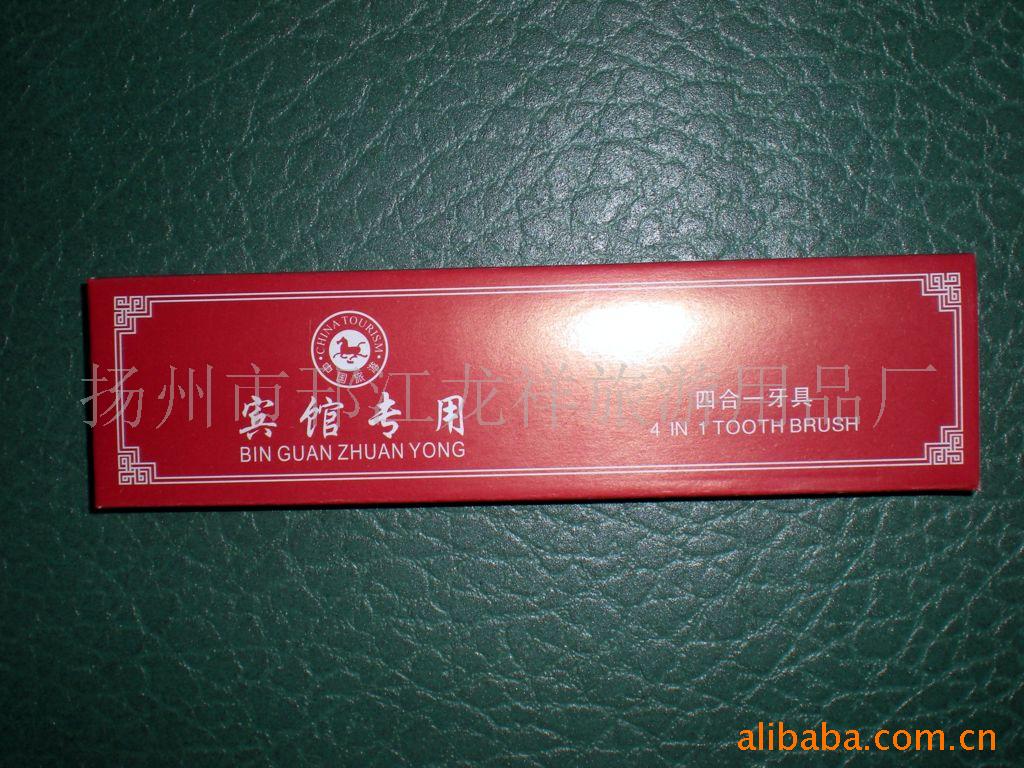 CHINA TOURISM
中国旅游
宾馆专用
BIN GUAN ZHUAN YONG
四合一牙具
4 IN 1 TOOTH BRUSH
扬州市邗江龙祥旅游用品厂
alibaba.com.cn